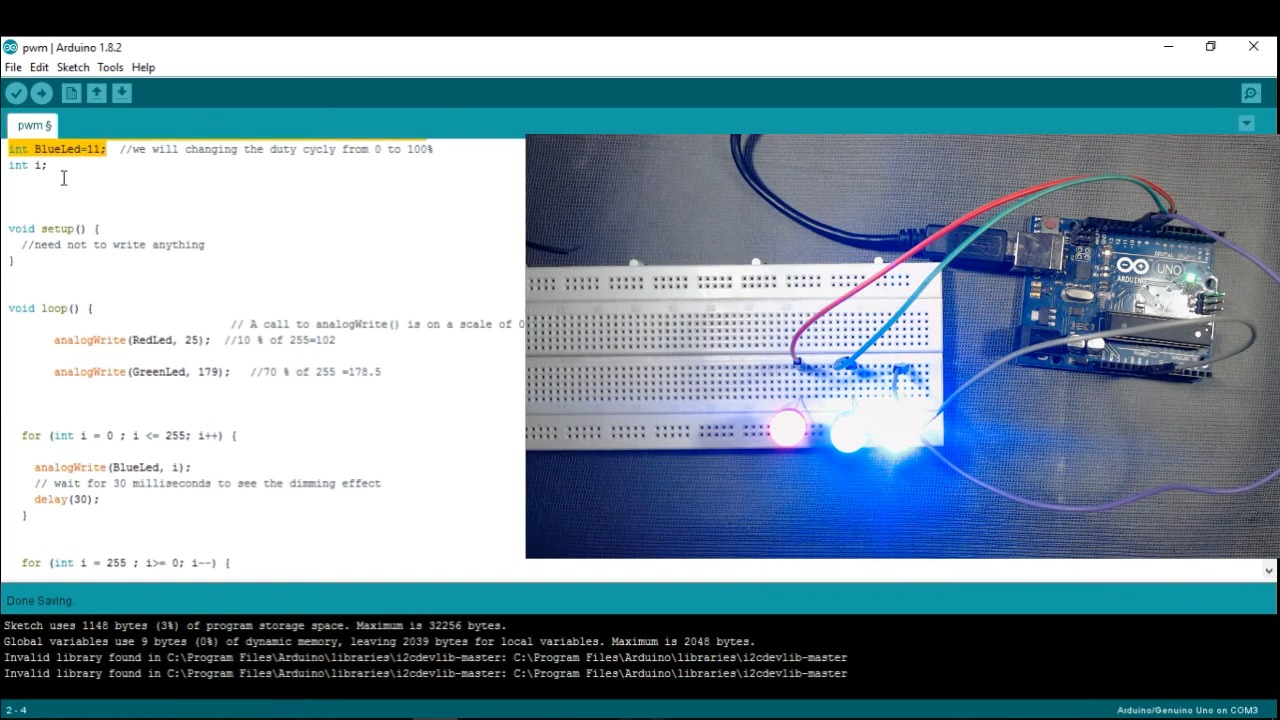 pwm | Arduino 1.8.2
File Edit Sketch Tools Help
pwm §
int BlueLed=11; //we will changing the duty cycly from 0 to 100%
int i;
void setup() {
//need not to write anything
}
void loop() {
// A call to analogWrite() is on a scale of 0
analogWrite(RedLed, 25); //10 % of 255=102
analogWrite(GreenLed, 179); //70 % of 255 =178.5
for (int i = 0 ; i <= 255; i++) {
analogWrite(BlueLed, i);
// wait for 30 milliseconds to see the dimming effect
delay(30);
}
for (int i = 255 ; i>= 0; i--) {
UNO
ARDUINO
Done Saving.
Sketch uses 1148 bytes (3%) of program storage space. Maximum is 32256 bytes.
Global variables use 9 bytes (0%) of dynamic memory, leaving 2039 bytes for local variables. Maximum is 2048 bytes.
Invalid library found in C:\Program Files\Arduino\libraries\i2cdevlib-master: C:\Program Files\Arduino\libraries\i2cdevlib-master
Invalid library found in C:\Program Files\Arduino\libraries\i2cdevlib-master: C:\Program Files\Arduino\libraries\i2cdevlib-master
2 - 4
Arduino/Genuino Uno on COM3